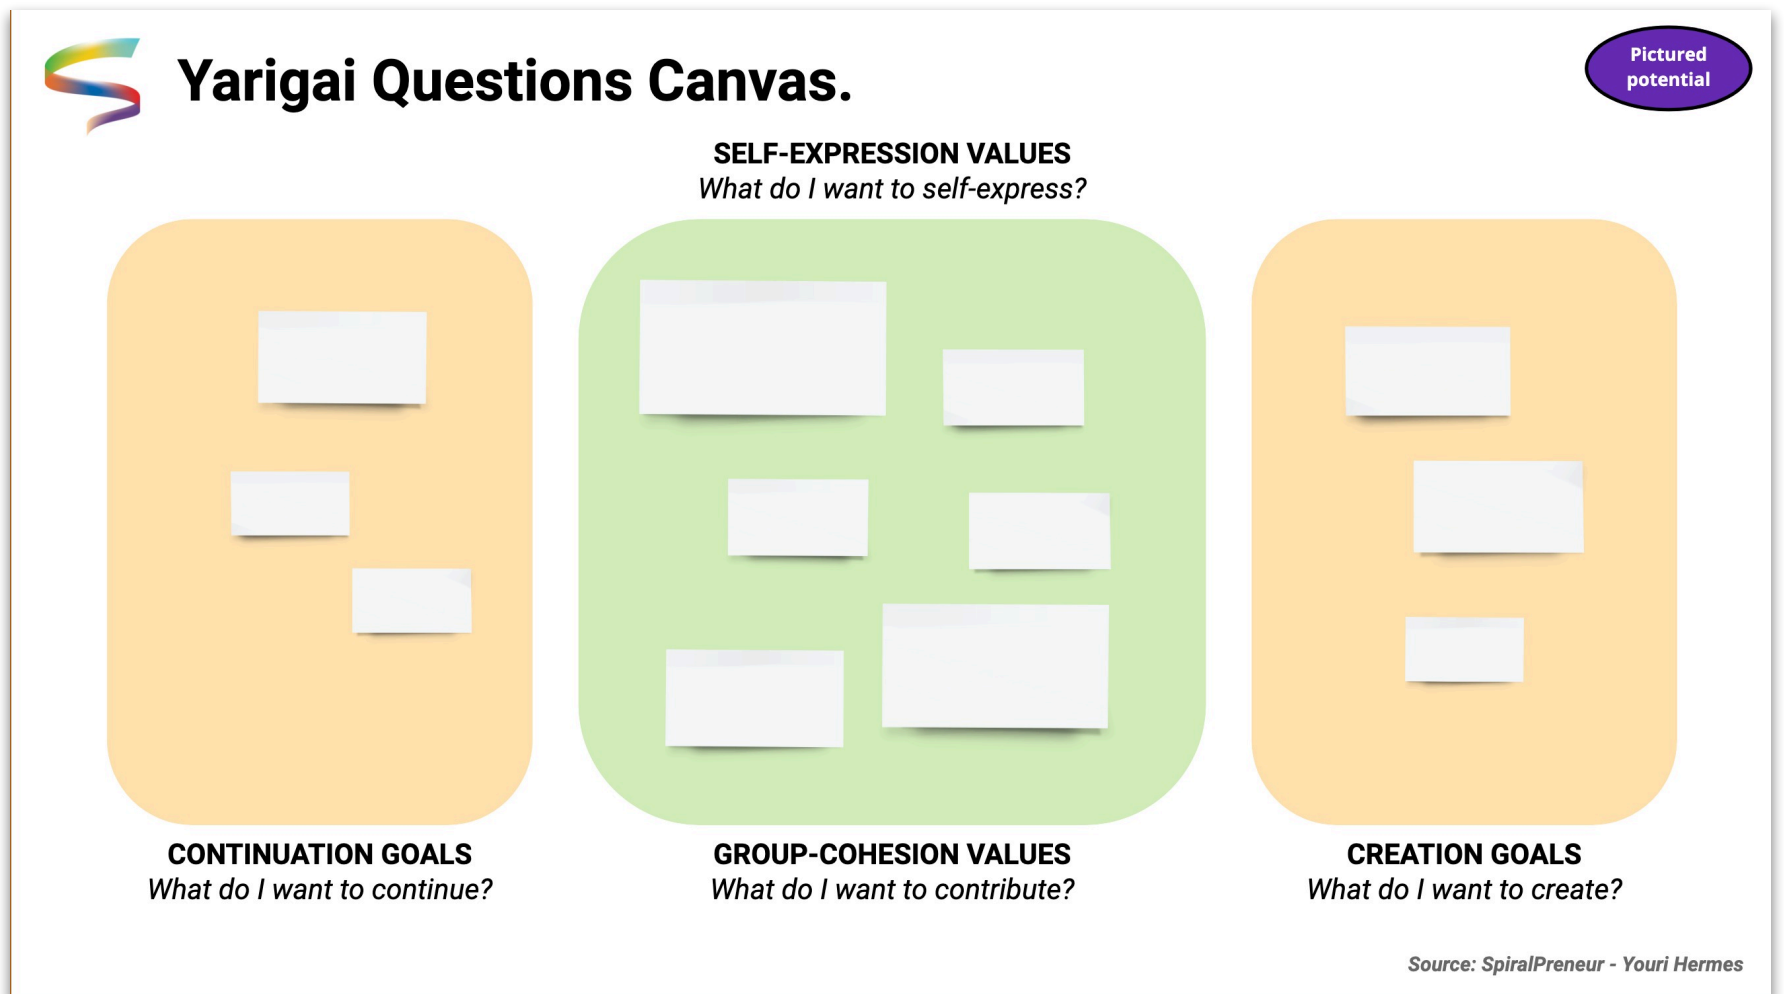 Yarigai Questions Canvas.
Pictured
potential
SELF-EXPRESSION VALUES
What do I want to self-express?
CONTINUATION GOALS
What do I want to continue?
GROUP-COHESION VALUES
What do I want to contribute?
CREATION GOALS
What do I want to create?
Source: SpiralPreneur - Youri Hermes